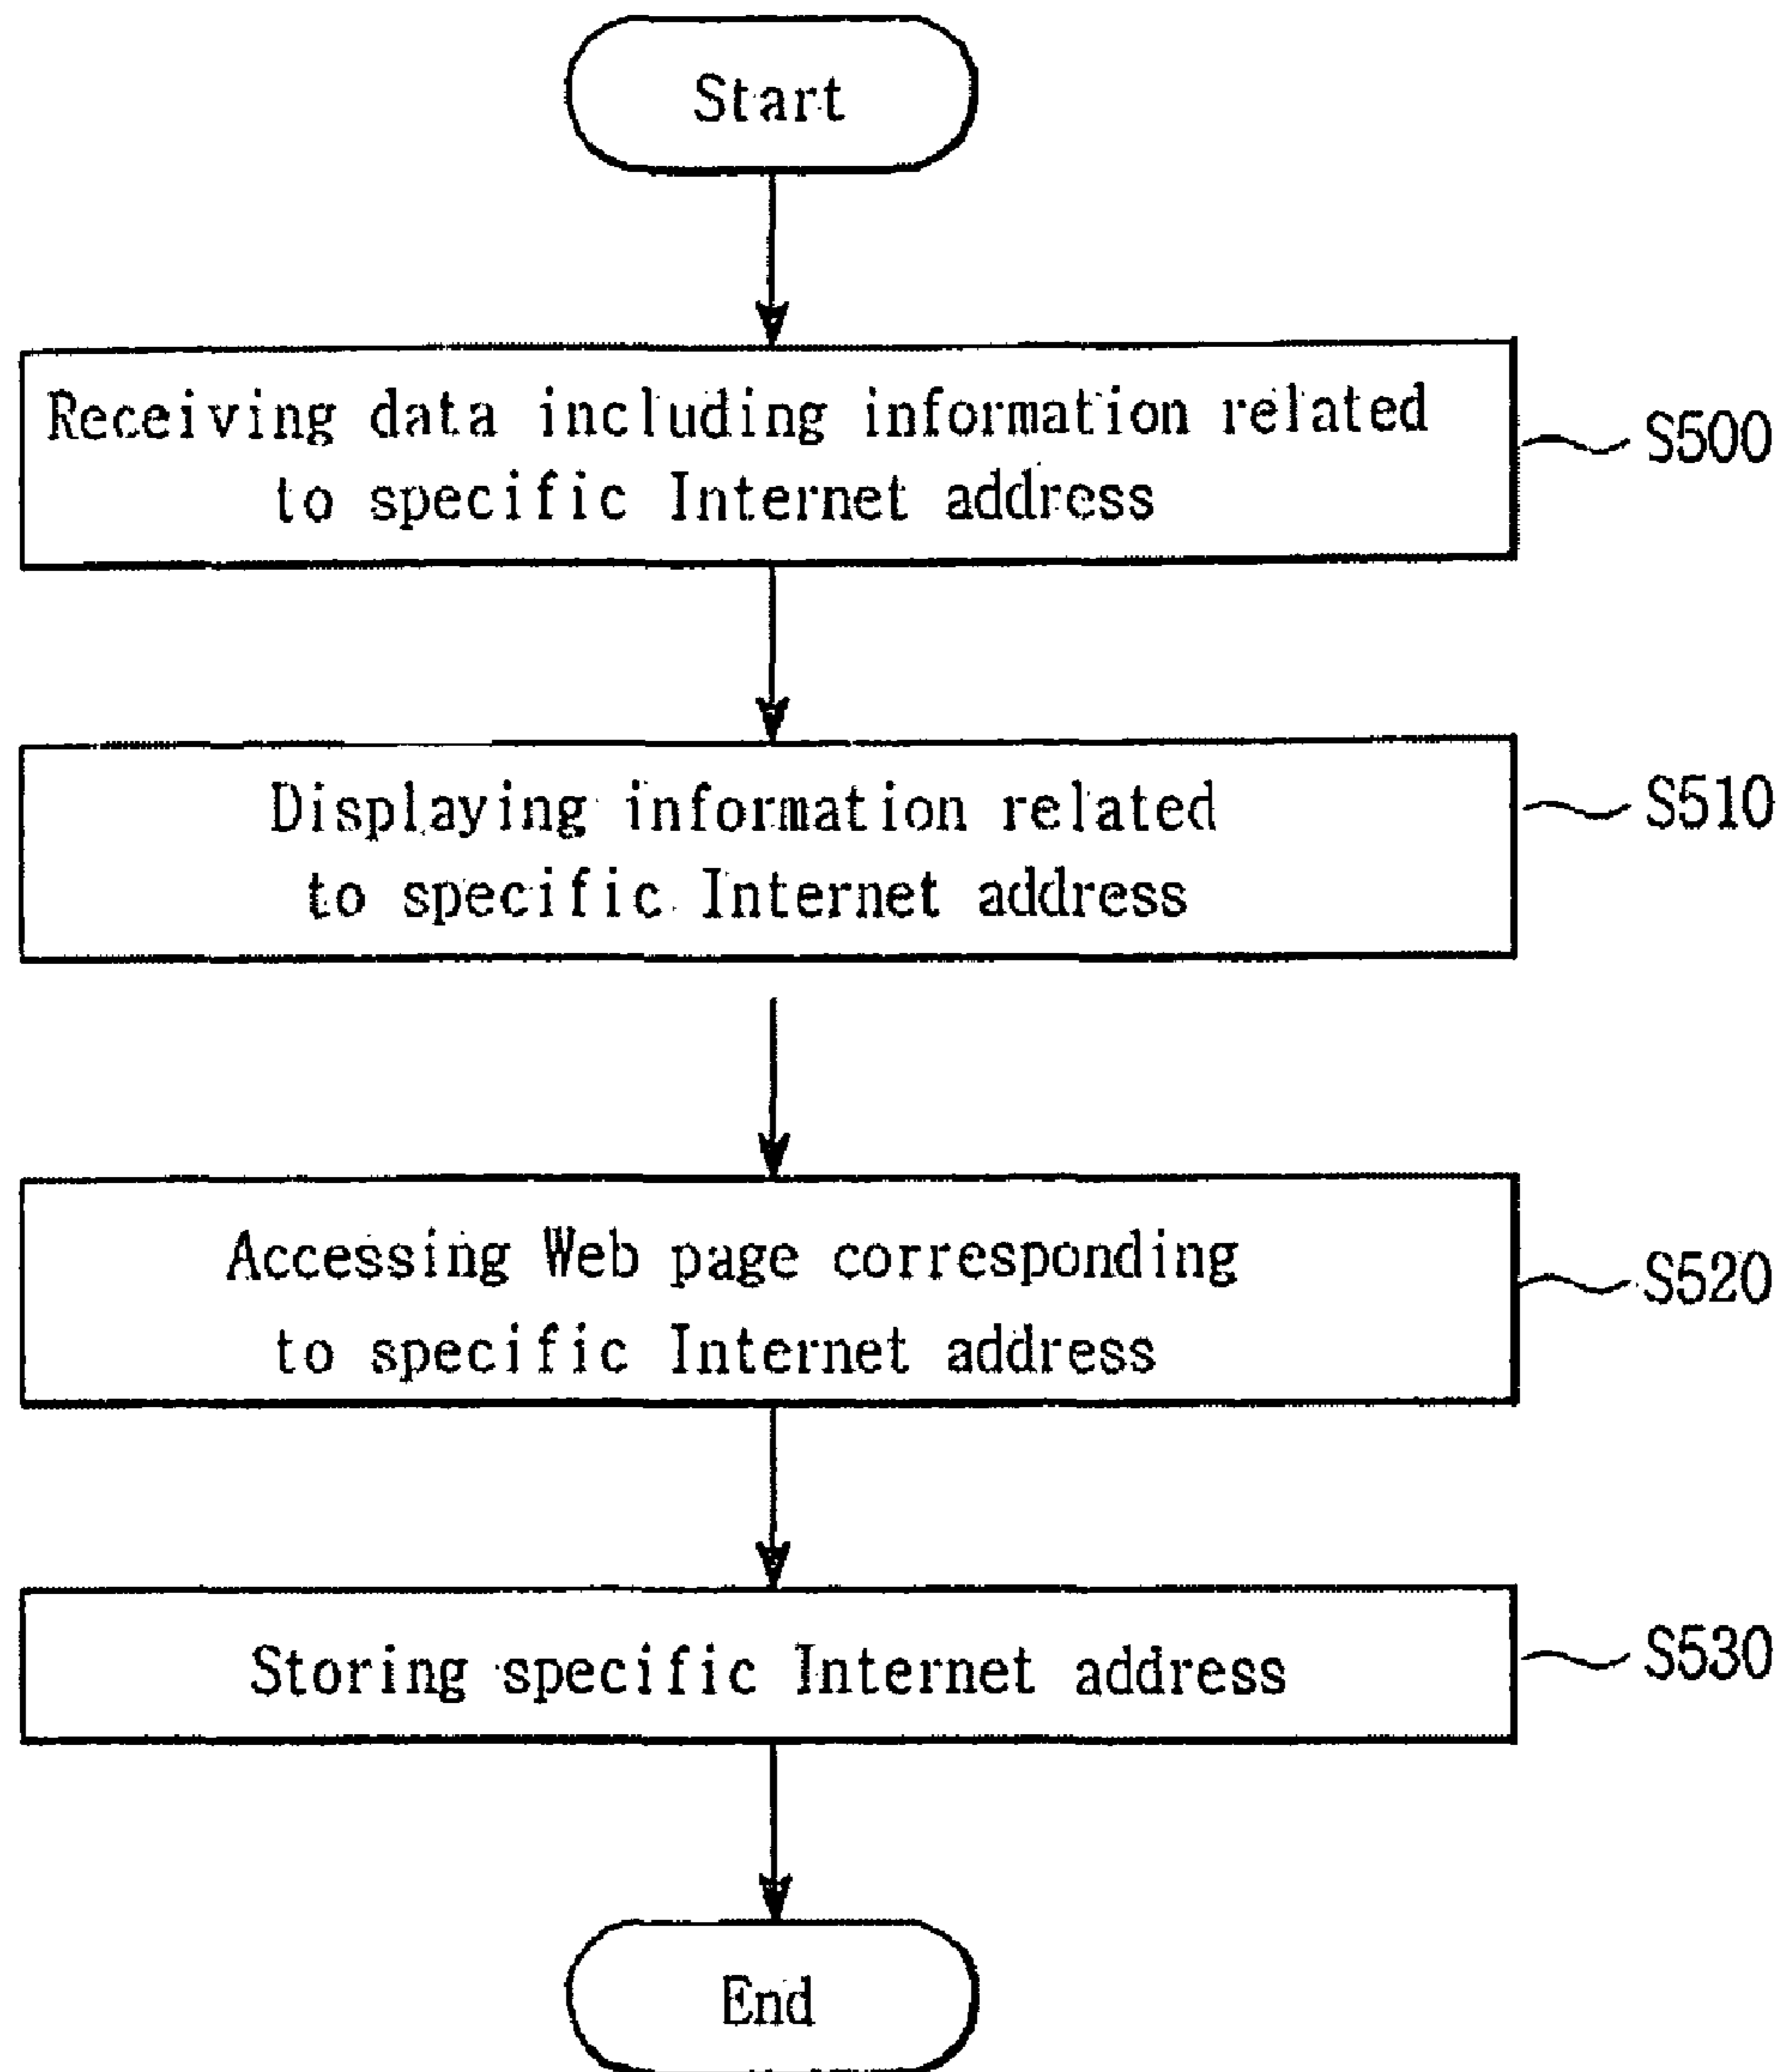 Start
Receiving data including information related
to specific Internet address
S500
Displaying information related
to specific Internet address
S510
Accessing Web page corresponding
to specific Internet address
S520
Storing specific Internet address
S530
End